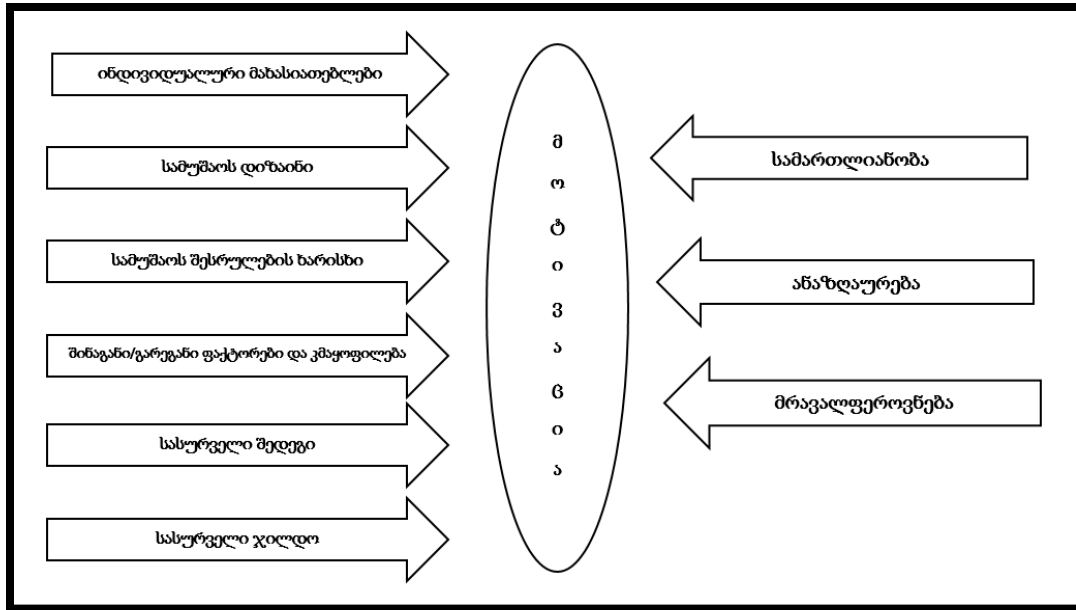 ინდივიდუალური მახასიათებლები
სამუშაოს დიზაინი
სამუშაოს შესრულების ხარისხი
შინაგანი/გარეგანი ფაქტორები და კმაყოფილება
სასურველი შედეგი
სასურველი ჯილდო
მ
ო
ტ
ი
ვ
ა
ც
ი
ა
სამართლიანობა
ანაზღაურება
მრავალფეროვნება